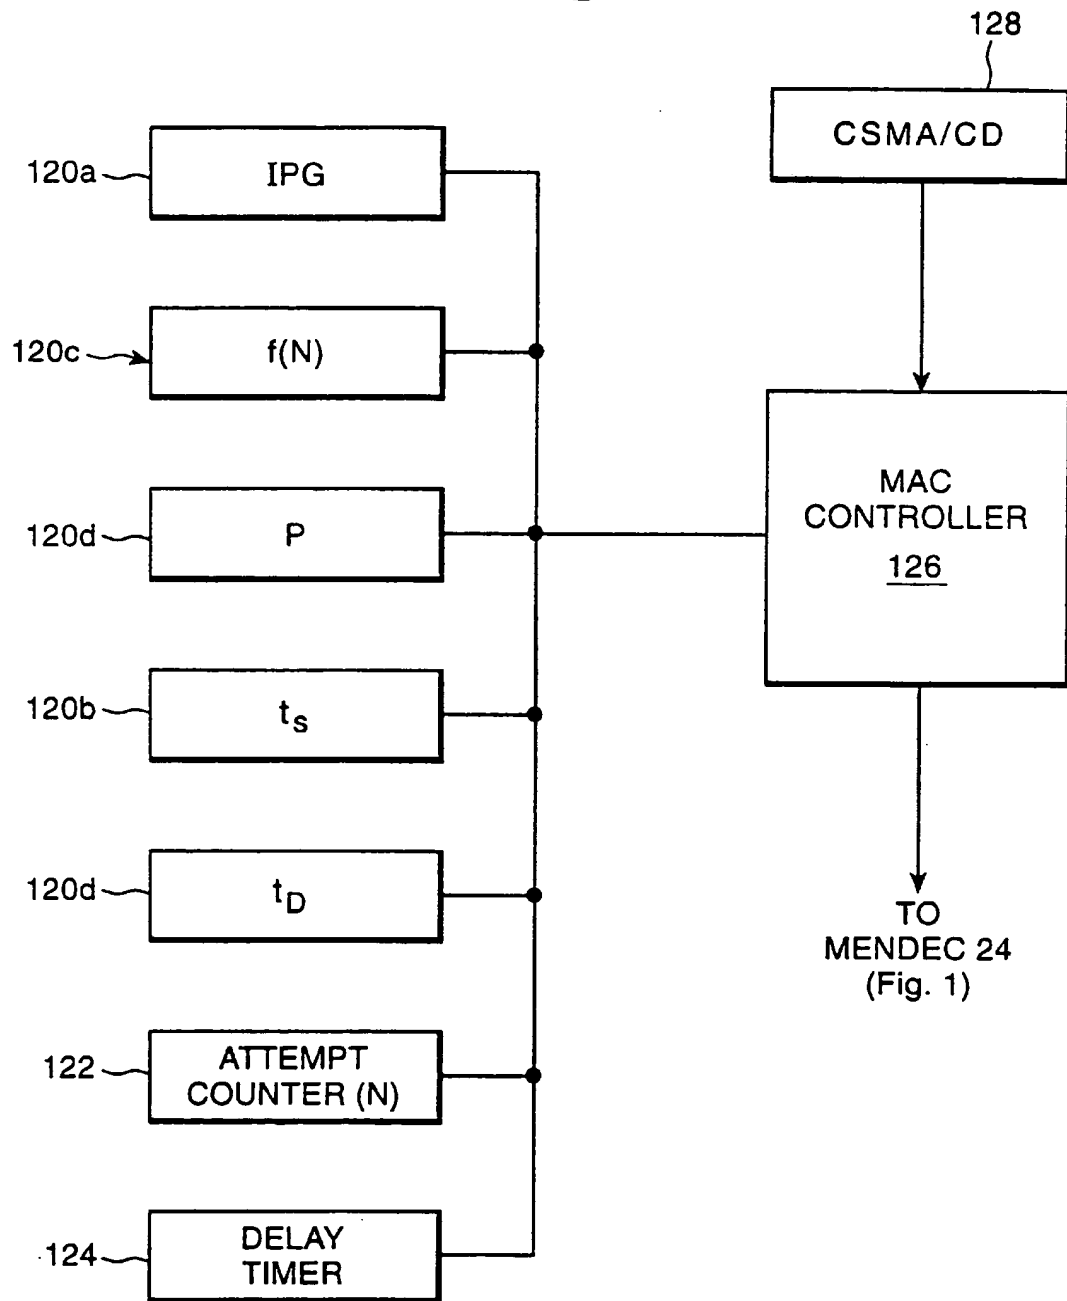 128
CSMA/CD
120a
IPG
120c
f(N)
120d
P
MAC
CONTROLLER
126
120b
tS
120d
tD
TO
MENDEC 24
(Fig. 1)
122
ATTEMPT
COUNTER (N)
124
DELAY
TIMER